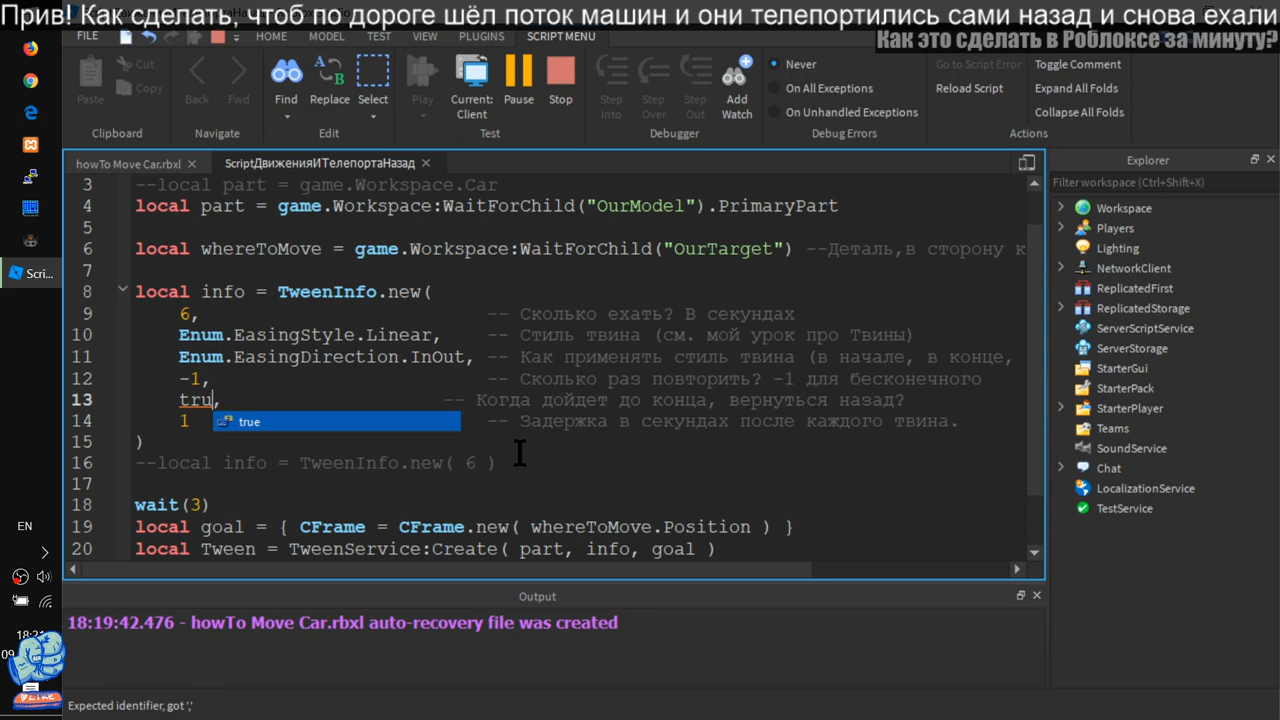 Прив! Как сделать, чтоб по дороге шёл поток машин и они телепортились сами назад и снова ехали
FILE HOME MODEL TEST VIEW PLUGINS SCRIPT MENU
Как это сделать в Роблоксе за минуту?
Cut
Copy
Paste
Back Fwd
Find Replace Select
Play
Current:
Client
Pause Stop
Step
Into
Step
Over
Step
Out
Add
Watch
Never
On All Exceptions
On Unhandled Exceptions
Go to Script Error
Reload Script
Toggle Comment
Expand All Folds
Collapse All Folds
Clipboard Navigate Edit Test Debugger Debug Errors Actions
howTo Move Car.rbxl ScriptДвиженияИТелепортаНазад
3 --local part = game.Workspace.Car
4 local part = game.Workspace:WaitForChild("OurModel").PrimaryPart
5
6 local whereToMove = game.Workspace:WaitForChild("OurTarget") --Деталь,в сторону к
7
8 local info = TweenInfo.new(
9 6, -- Сколько ехать? В секундах
10 Enum.EasingStyle.Linear, -- Стиль твина (см. мой урок про Твины)
11 Enum.EasingDirection.InOut, -- Как применять стиль твина (в начале, в конце,
12 -1, -- Сколько раз повторить? -1 для бесконечного
13 tru, -- Когда дойдет до конца, вернуться назад?
true
14 1 -- Задержка в секундах после каждого твина.
15 )
16 --local info = TweenInfo.new( 6 )
17
18 wait(3)
19 local goal = { CFrame = CFrame.new( whereToMove.Position ) }
20 local Tween = TweenService:Create( part, info, goal )
Explorer
Filter workspace (Ctrl+Shift+X)
Workspace
Players
Lighting
NetworkClient
ReplicatedFirst
ReplicatedStorage
ServerScriptService
ServerStorage
StarterGui
StarterPack
StarterPlayer
Teams
SoundService
Chat
LocalizationService
TestService
Output
18:19:42.476 - howTo Move Car.rbxl auto-recovery file was created
Expected identifier, got ','
Scri...
EN
LIKE